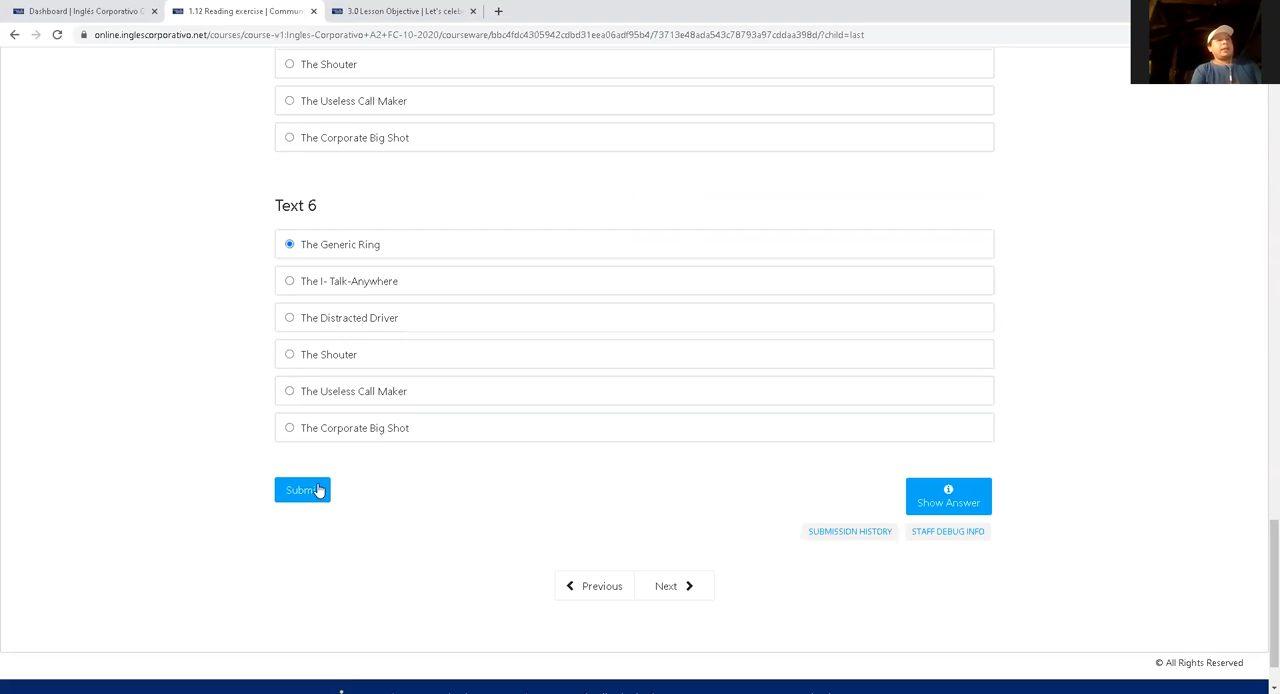 Dashboard | Inglés Corporativo C
1.12 Reading exercise | Commun
3.0 Lesson Objective | Let's celeb
online.inglescorporativo.net/courses/course-v1:Ingles-Corporativo+A2+FC-10-2020/courseware/bbc4fdc4305942cdbd31eea06adf95b4/73713e48ada543c78793a97cddaa398d/?child=last
The Shouter
The Useless Call Maker
The Corporate Big Shot
Text 6
The Generic Ring
The I- Talk-Anywhere
The Distracted Driver
The Shouter
The Useless Call Maker
The Corporate Big Shot
Submit
Show Answer
SUBMISSION HISTORY
STAFF DEBUG INFO
Previous
Next
© All Rights Reserved